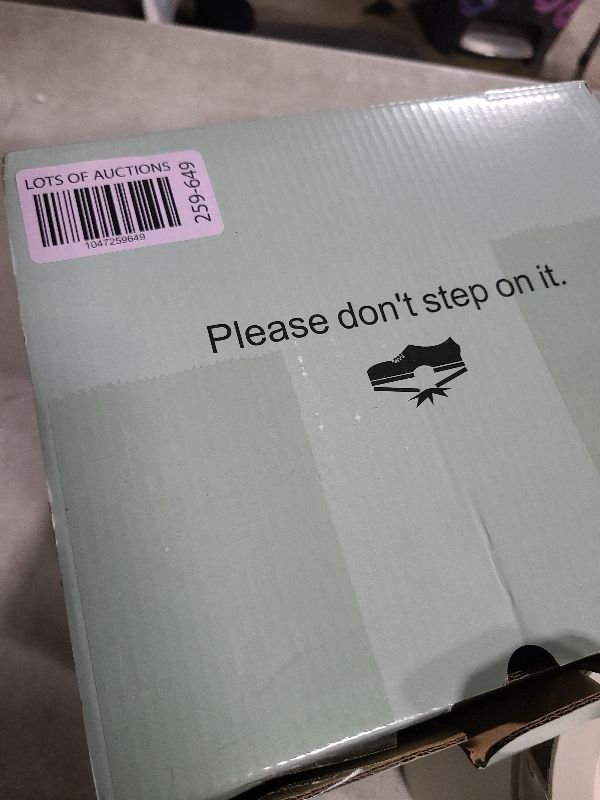 LOTS OF AUCTIONS
259-649
1047259649
Please don't step on it.